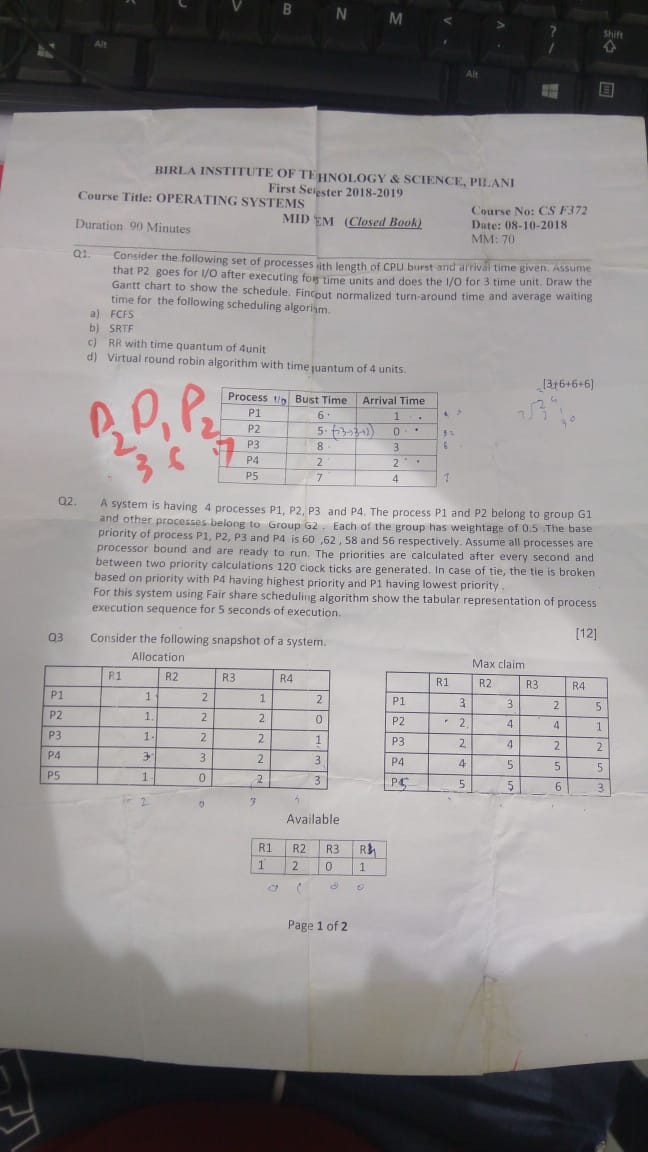 V B N M < > ? /
Shift
Alt
Alt
BIRLA INSTITUTE OF TEHNOLOGY & SCIENCE, PILANI
First Seester 2018-2019
Course Title: OPERATING SYSTEMS
Course No: CS F372
MID EM (Closed Book)
Date: 08-10-2018
Duration 90 Minutes
MM: 70
Q1. Consider the following set of processes ith length of CPU burst and arrival time given. Assume
that P2 goes for I/O after executing for time units and does the I/O for 3 time unit. Draw the
Gantt chart to show the schedule. Find out normalized turn-around time and average waiting
time for the following scheduling algorim.
a) FCFS
b) SRTF
c) RR with time quantum of 4unit
d) Virtual round robin algorithm with time quantum of 4 units.
[3+6+6+6]
Process Bust Time Arrival Time
P1 6 1
P2 5 0
P3 8 3
P4 2 2
P5 7 4
P2 P1 P2
3 6 7
Q2. A system is having 4 processes P1, P2, P3 and P4. The process P1 and P2 belong to group G1
and other processes belong to Group G2 . Each of the group has weightage of 0.5 .The base
priority of process P1, P2, P3 and P4 is 60 ,62 , 58 and 56 respectively. Assume all processes are
processor bound and are ready to run. The priorities are calculated after every second and
between two priority calculations 120 clock ticks are generated. In case of tie, the tie is broken
based on priority with P4 having highest priority and P1 having lowest priority .
For this system using Fair share scheduling algorithm show the tabular representation of process
execution sequence for 5 seconds of execution.
[12]
Q3 Consider the following snapshot of a system.
Allocation
R1 R2 R3 R4
P1 1 2 1 2
P2 1 2 2 0
P3 1 2 2 1
P4 3 3 2 3
P5 1 0 2 3
2 0 3
Max claim
R1 R2 R3 R4
P1 3 3 2 5
P2 2 4 4 1
P3 2 4 2 2
P4 4 5 5 5
P5 5 5 6 3
Available
R1 R2 R3 R4
1 2 0 1
Page 1 of 2